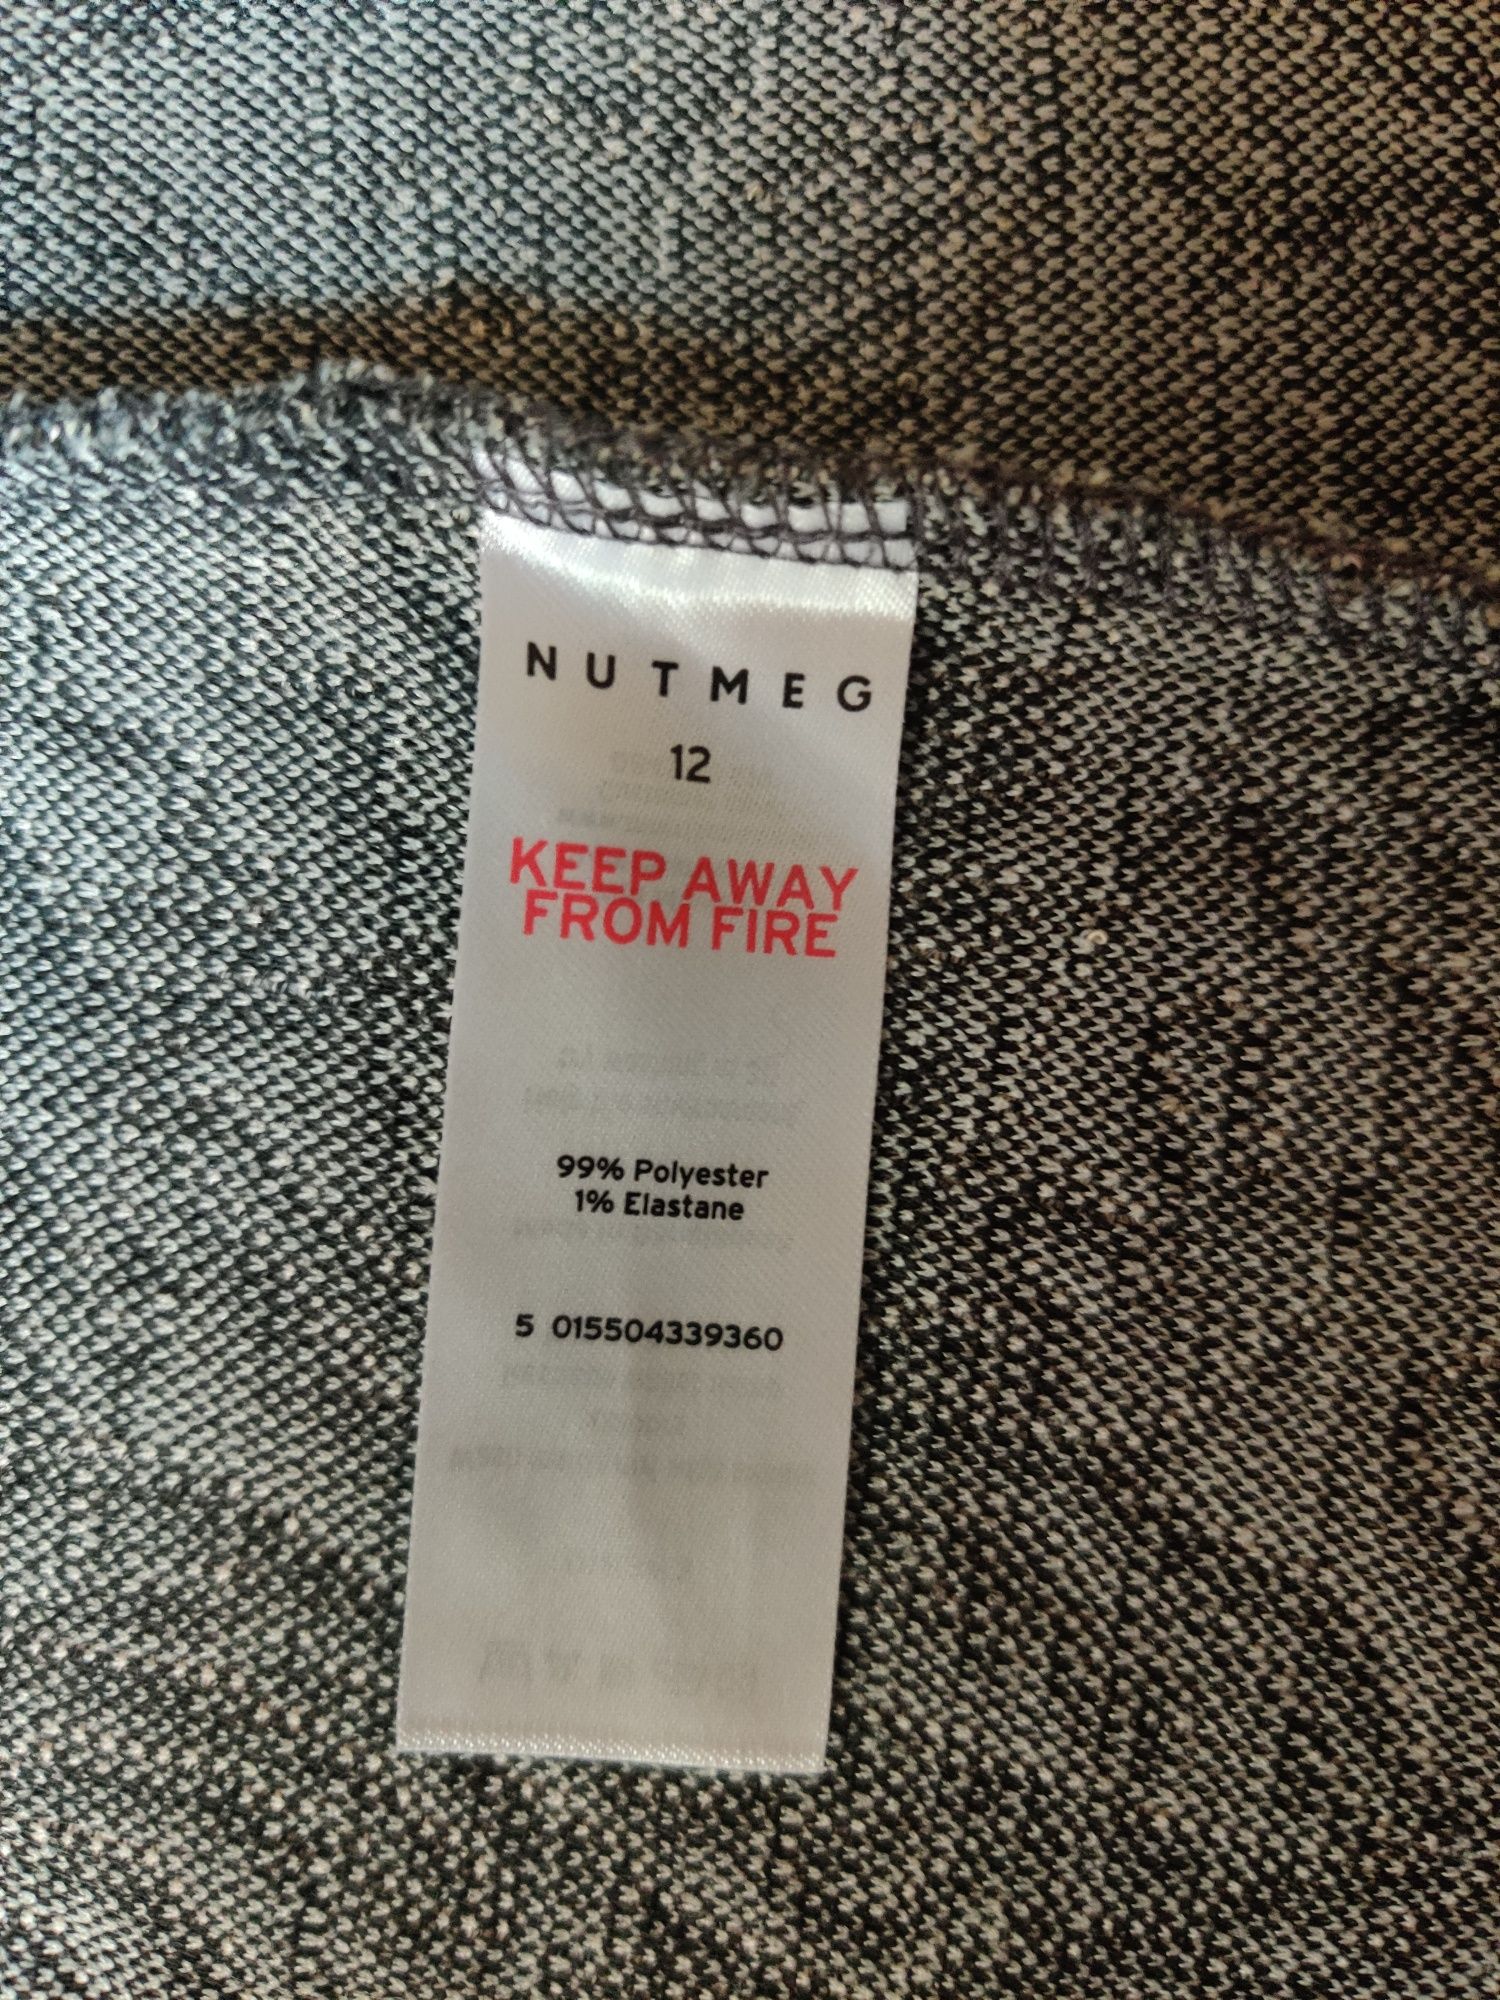 NUTMEG
12
KEEP AWAY
FROM FIRE
99% Polyester
1% Elastane
5 015504339360